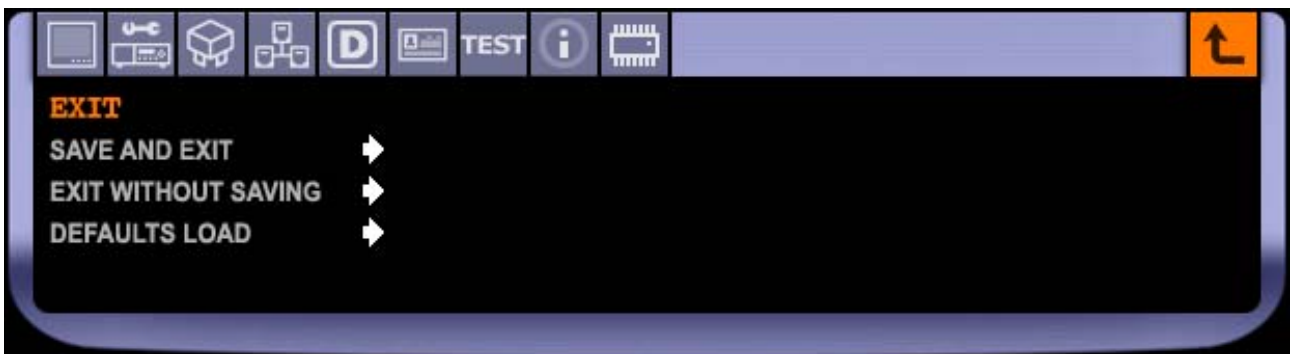 D TEST i
EXIT
SAVE AND EXIT
EXIT WITHOUT SAVING
DEFAULTS LOAD